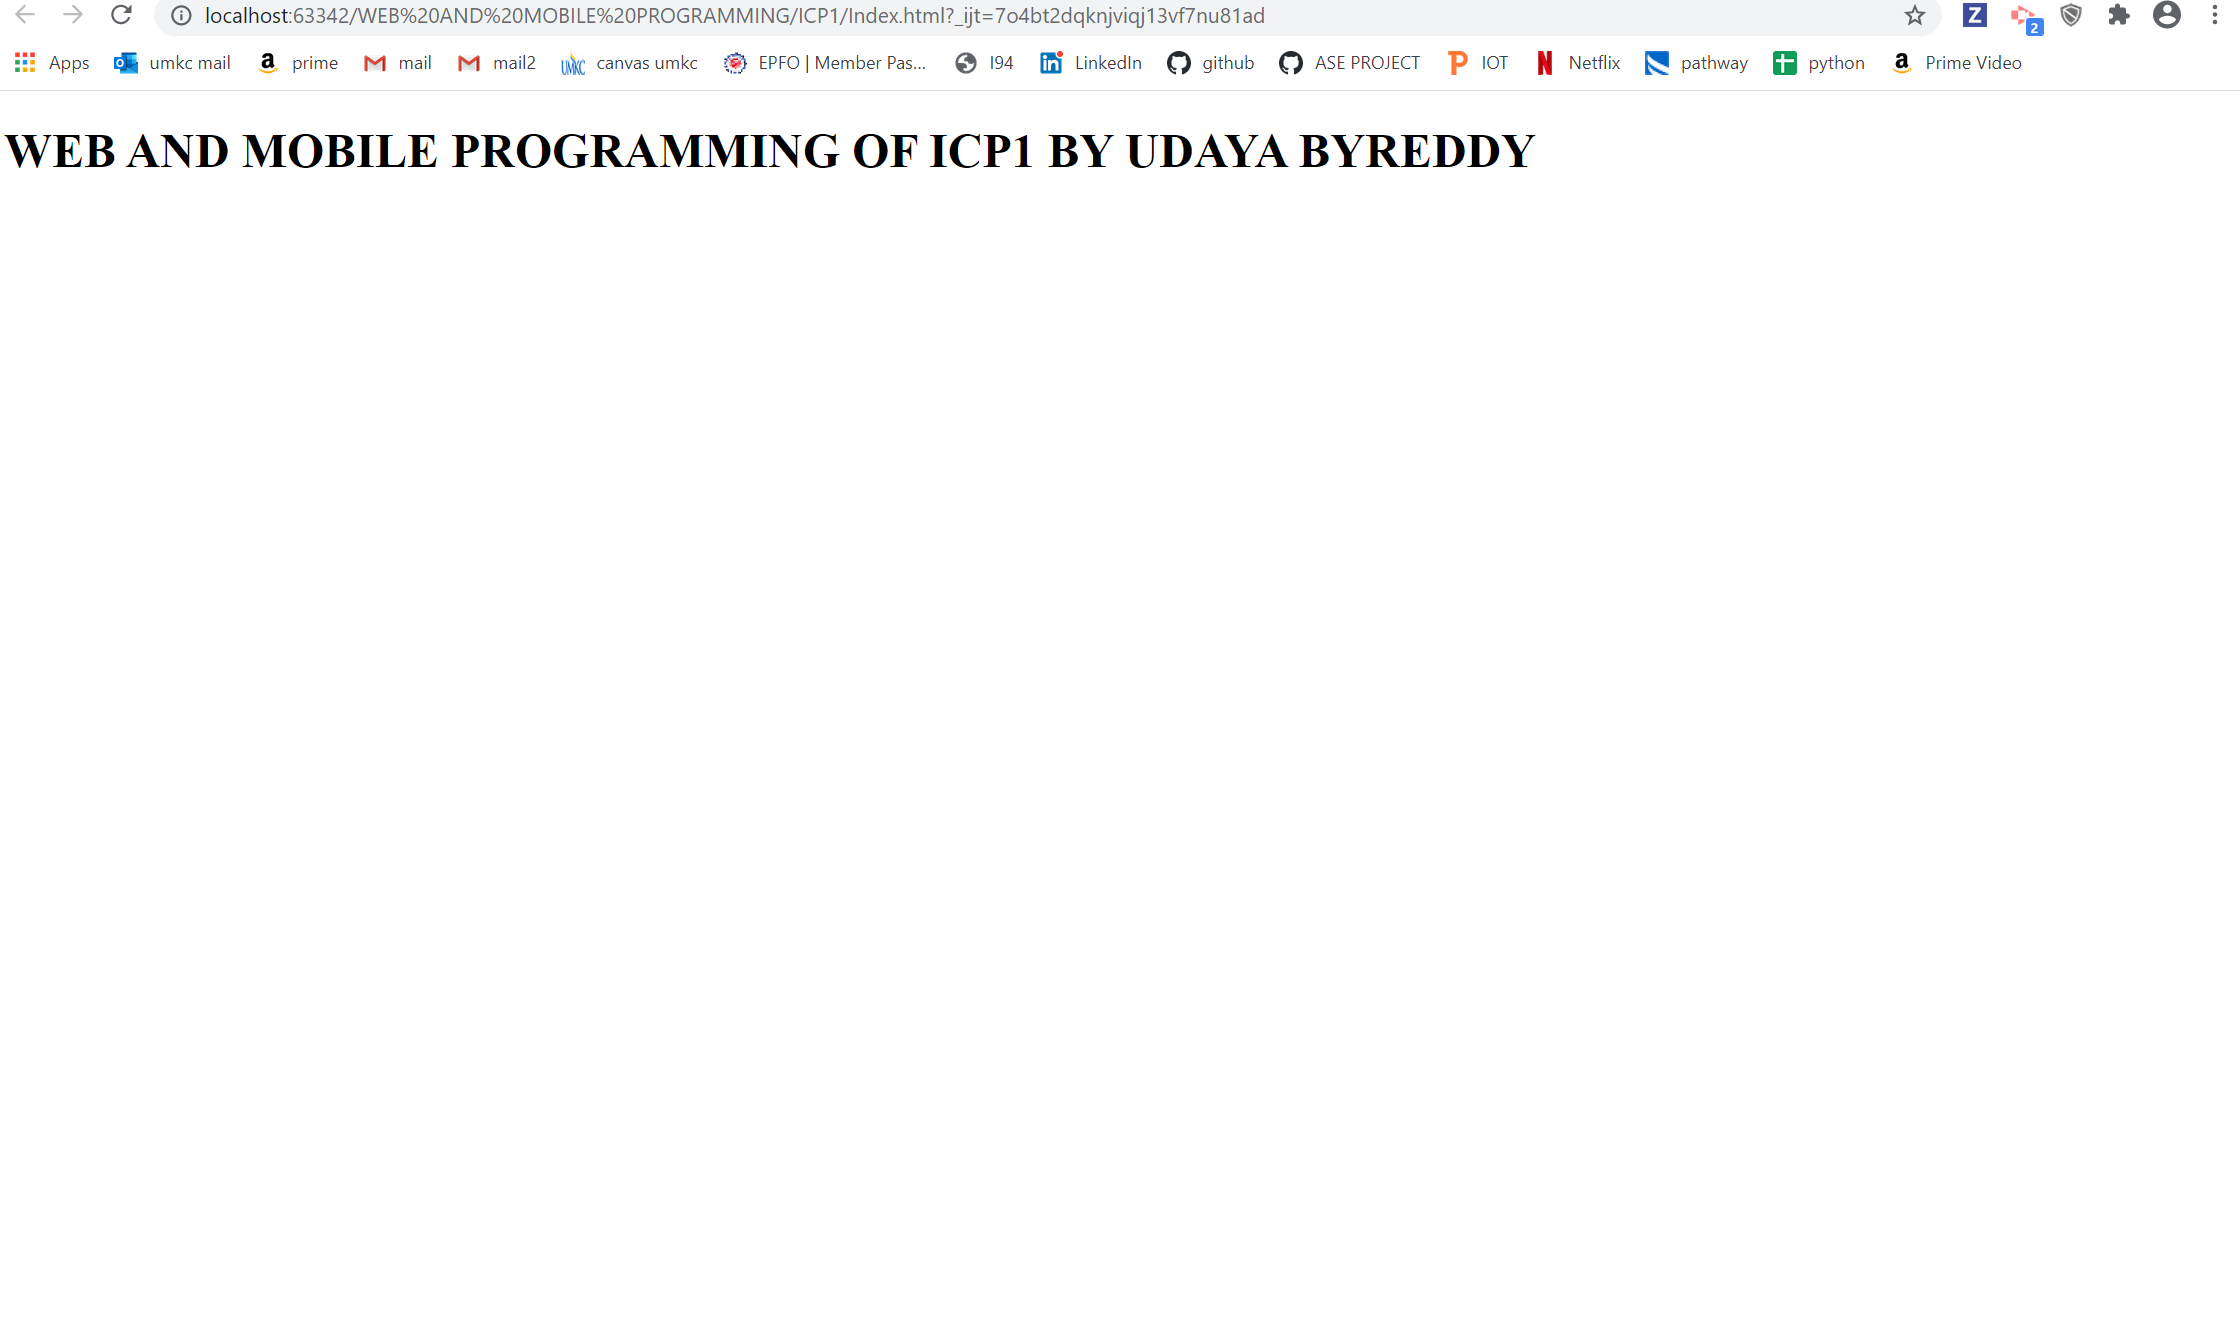 localhost:63342/WEB%20AND%20MOBILE%20PROGRAMMING/ICP1/Index.html?_ijt=7o4bt2dqknjviqj13vf7nu81ad Z 2
Apps umkc mail prime mail mail2 UMKC canvas umkc EPFO | Member Pas... I94 LinkedIn github ASE PROJECT IOT Netflix pathway python Prime Video
WEB AND MOBILE PROGRAMMING OF ICP1 BY UDAYA BYREDDY